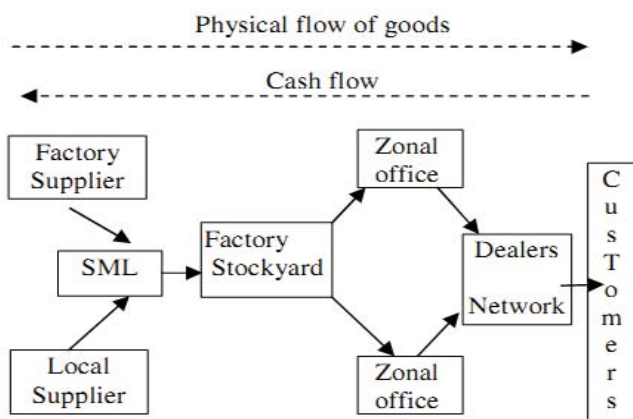 Physical flow of goods
Cash flow
Factory
Supplier
SML
Local
Supplier
Factory
Stockyard
Zonal
office
Zonal
office
Dealers
Network
C
u
s
T
o
m
e
r
s